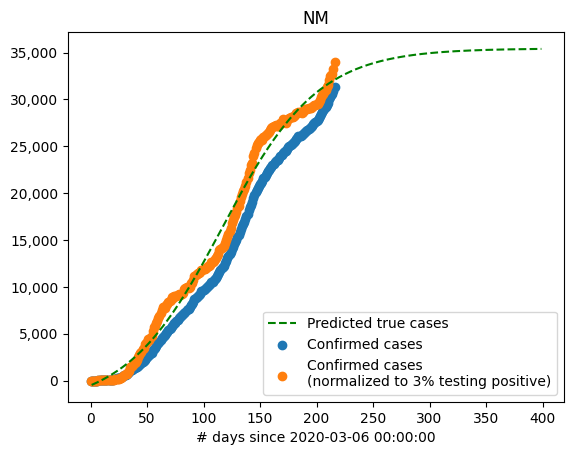 NM
35,000
30,000
25,000
20,000
15,000
10,000
5,000
0
Predicted true cases
Confirmed cases
Confirmed cases
(normalized to 3% testing positive)
0 50 100 150 200 250 300 350 400
# days since 2020-03-06 00:00:00